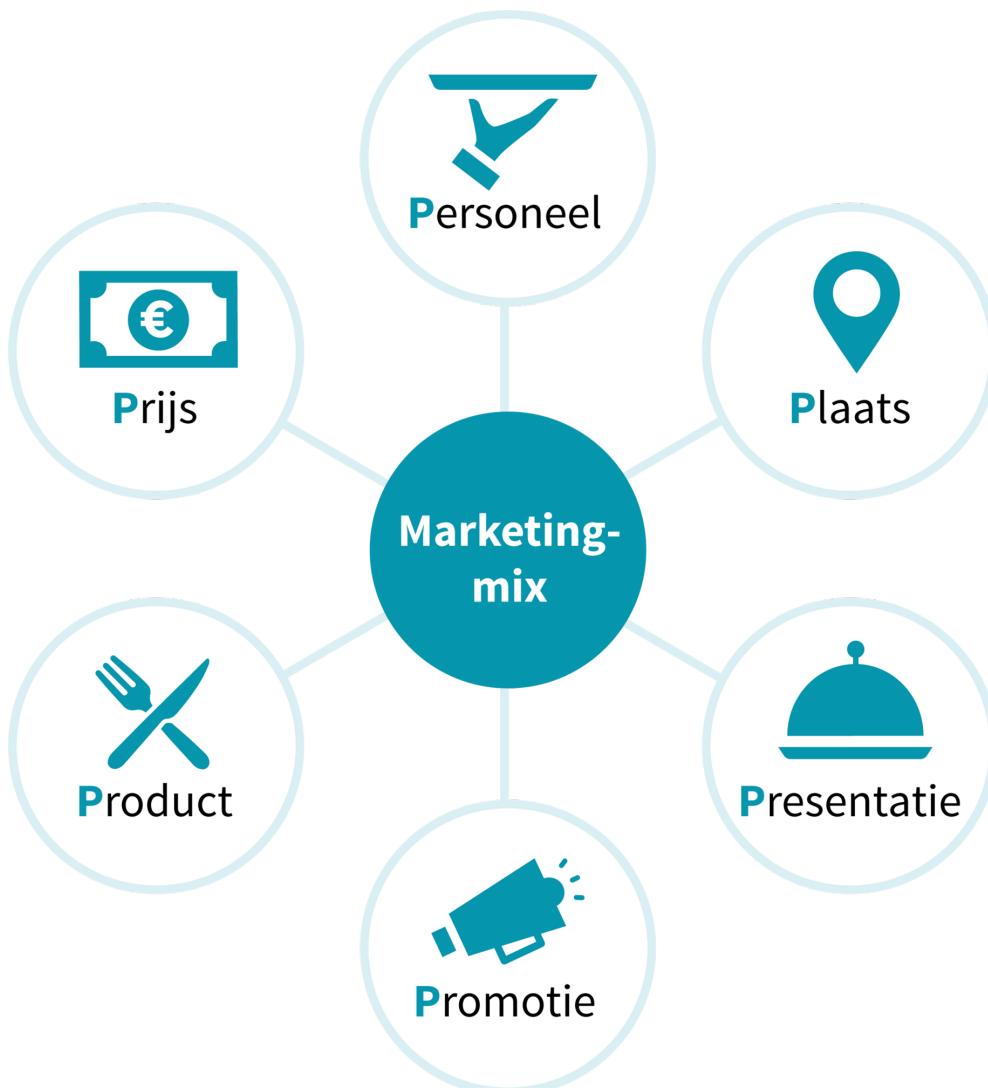 Personeel
Prijs
Plaats
Marketing-
mix
Product
Presentatie
Promotie